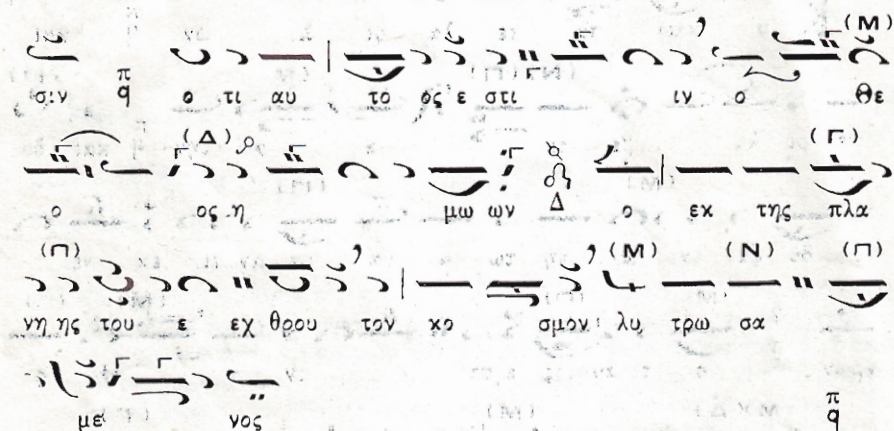 (Μ)
σιν π q ο τι αυ το ος ε στι ιν ο Θε
(Δ) (Γ)
ο ος η μω ων Δ ο εκ της πλα
(Π) (Μ) (Ν) (Π)
νη ης του ε εχ θρου τον κο σμον λυ τρω σα
με νος π q